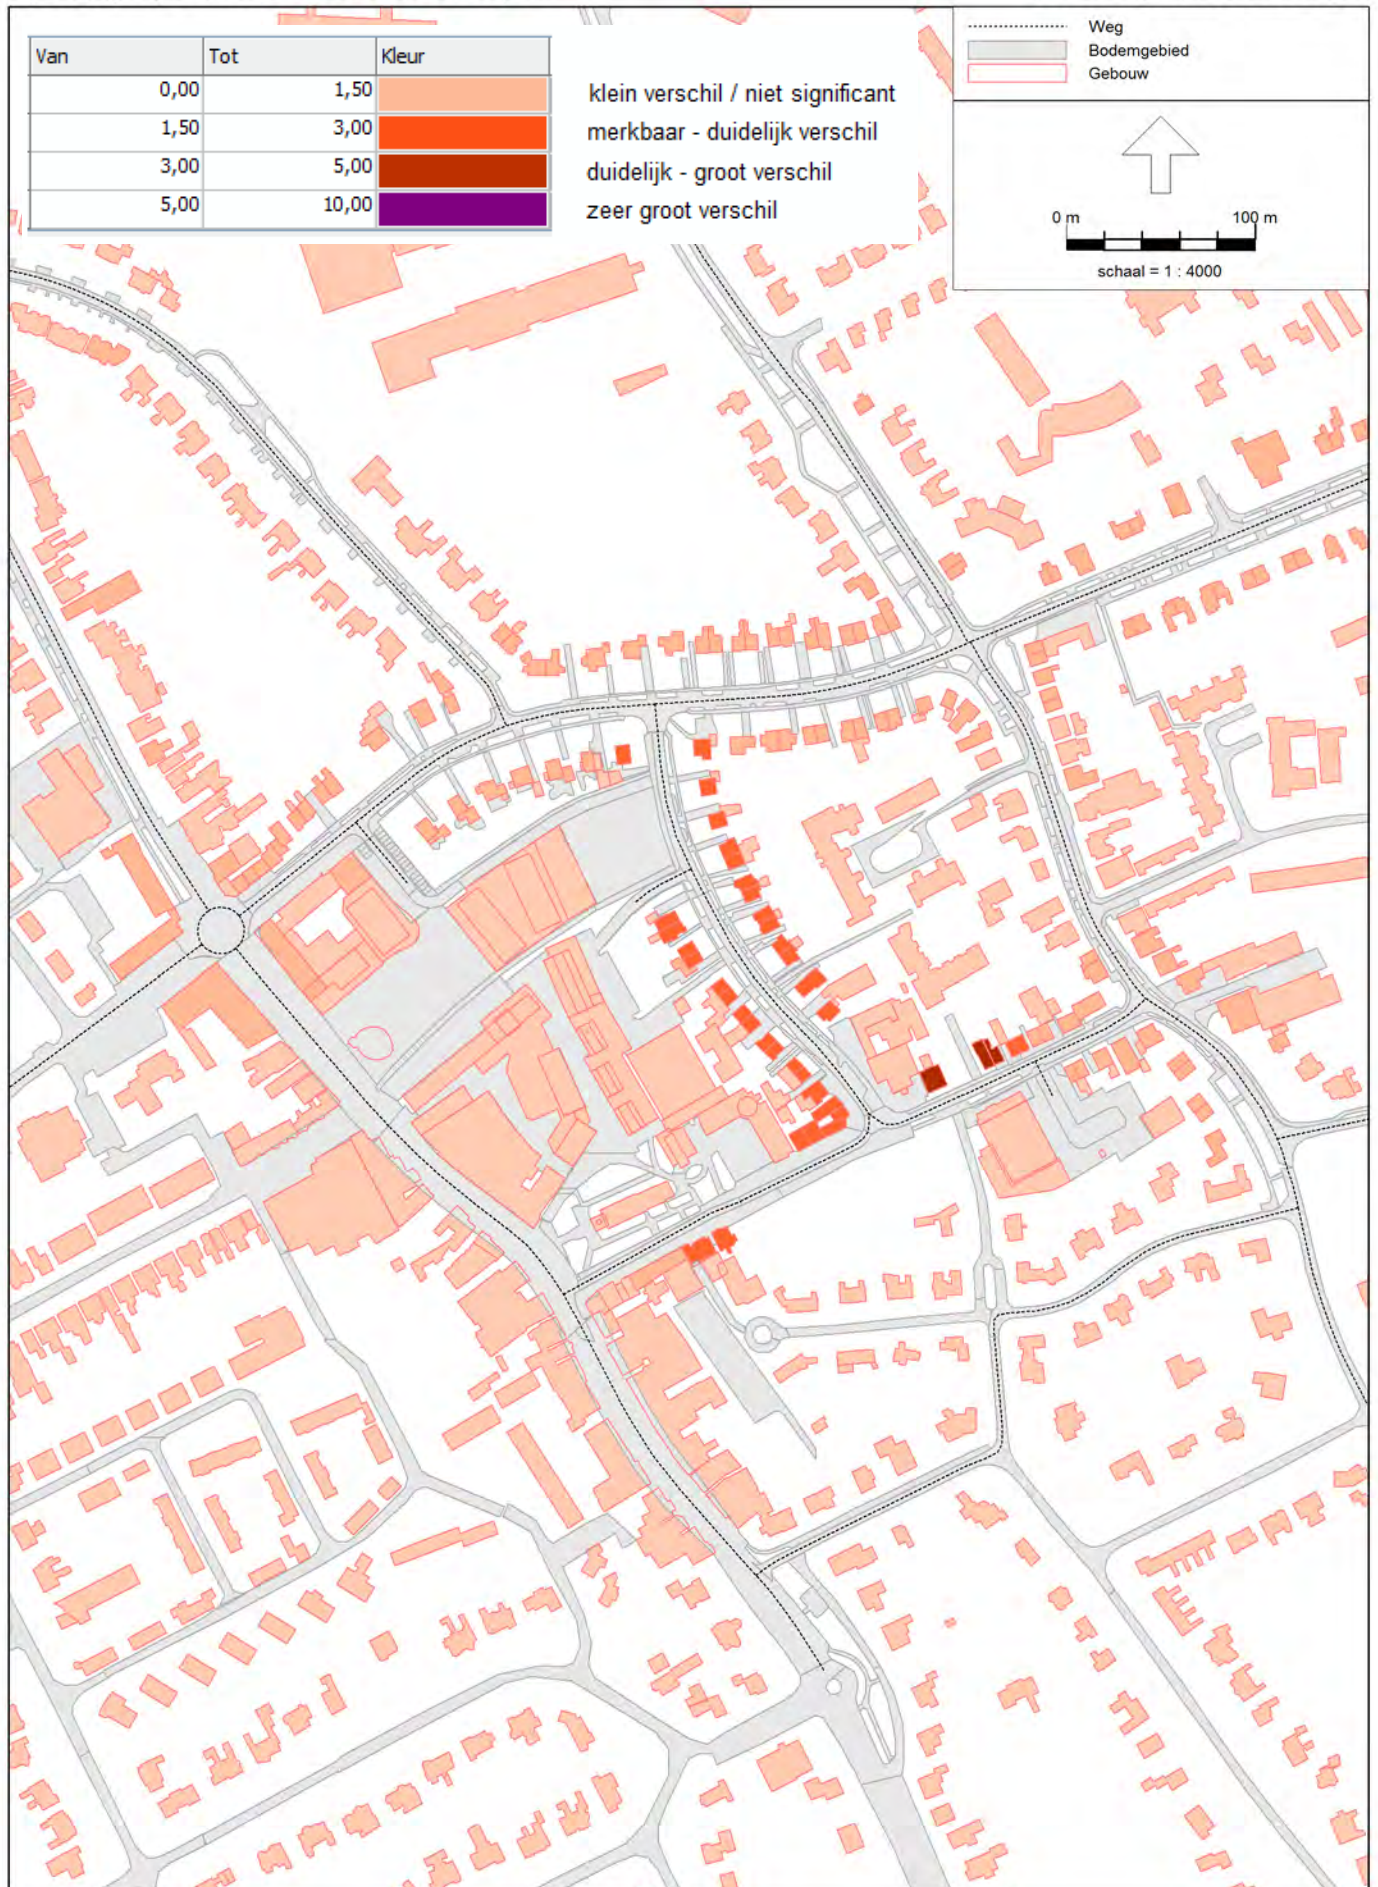 Van Tot Kleur
0,00 1,50 klein verschil / niet significant
1,50 3,00 merkbaar - duidelijk verschil
3,00 5,00 duidelijk - groot verschil
5,00 10,00 zeer groot verschil
Weg
Bodemgebied
Gebouw
0 m 100 m
schaal = 1 : 4000